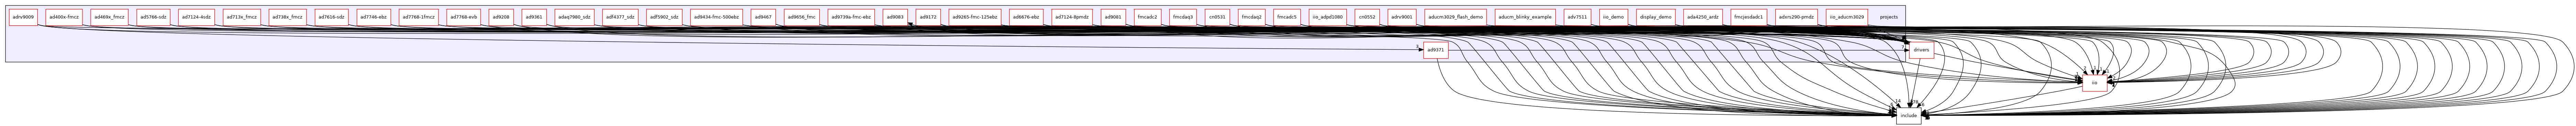 adrv9009 ad400x-fmcz ad469x_fmcz ad5766-sdz ad7124-4sdz ad713x_fmcz ad738x_fmcz ad7616-sdz ad7746-ebz ad7768-1fmcz ad7768-evb ad9208 ad9361 adaq7980_sdz adf4377_sdz adf5902_sdz ad9434-fmc-500ebz ad9467 ad9656_fmc ad9739a-fmc-ebz ad9083 ad9172 ad9265-fmc-125ebz ad6676-ebz ad7124-8pmdz ad9081 fmcadc2 fmcdaq3 cn0531 fmcdaq2 fmcadc5 iio_adpd1080 cn0552 adrv9001 aducm3029_flash_demo aducm_blinky_example adv7511 iio_demo display_demo ada4250_ardz fmcjesdadc1 adxrs290-pmdz iio_aducm3029 projects
ad9371 drivers
iio
include